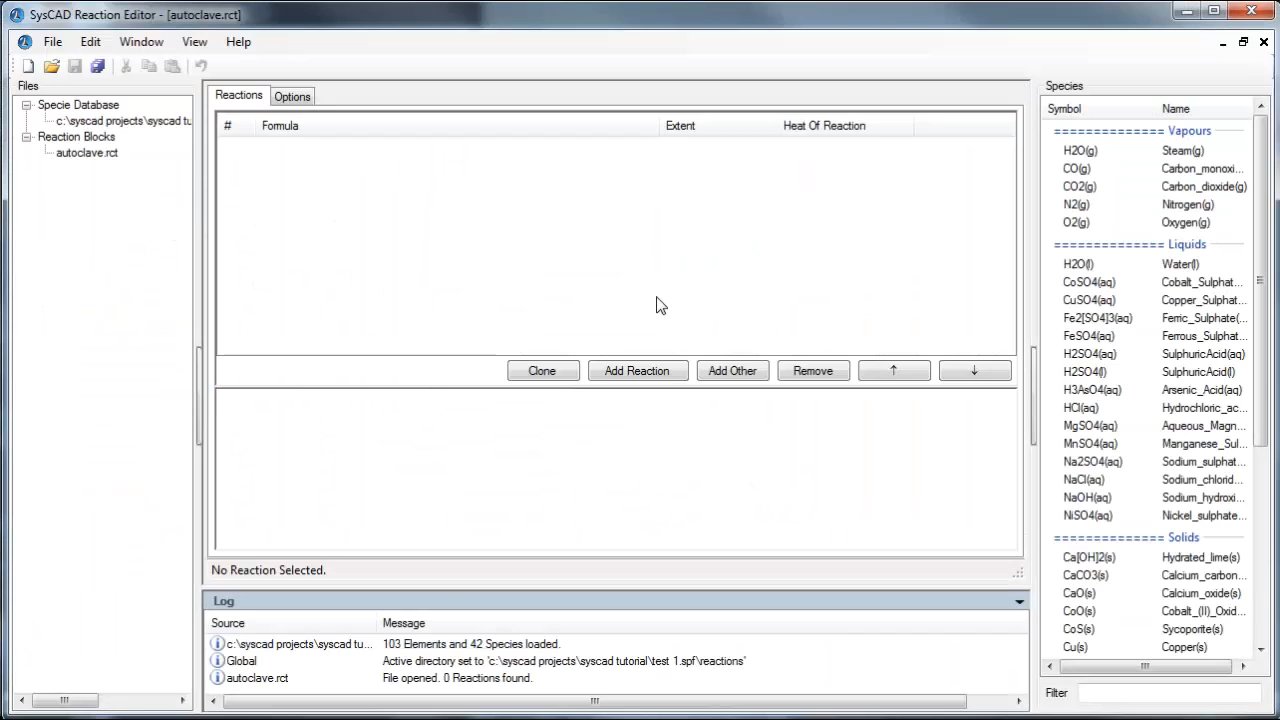 SysCAD Reaction Editor - [autoclave.rct]
File Edit Window View Help
Files
Specie Database
c:\syscad projects\syscad tu
Reaction Blocks
autoclave.rct
Reactions Options
# Formula Extent Heat Of Reaction
Clone Add Reaction Add Other Remove ↑ ↓
No Reaction Selected.
Log
Source Message
c:\syscad projects\syscad tu... 103 Elements and 42 Species loaded.
Global Active directory set to 'c:\syscad projects\syscad tutorial\test 1.spf\reactions'
autoclave.rct File opened. 0 Reactions found.
Species
Symbol Name
============== Vapours
H2O(g) Steam(g)
CO(g) Carbon_monoxi...
CO2(g) Carbon_dioxide(g)
N2(g) Nitrogen(g)
O2(g) Oxygen(g)
============== Liquids
H2O(l) Water(l)
CoSO4(aq) Cobalt_Sulphat...
CuSO4(aq) Copper_Sulphat...
Fe2[SO4]3(aq) Ferric_Sulphate(...
FeSO4(aq) Ferrous_Sulphat...
H2SO4(aq) SulphuricAcid(aq)
H2SO4(l) SulphuricAcid(l)
H3AsO4(aq) Arsenic_Acid(aq)
HCl(aq) Hydrochloric_ac...
MgSO4(aq) Aqueous_Magn...
MnSO4(aq) Manganese_Sul...
Na2SO4(aq) Sodium_sulphat...
NaCl(aq) Sodium_chlorid...
NaOH(aq) Sodium_hydroxi...
NiSO4(aq) Nickel_sulphate...
============== Solids
Ca[OH]2(s) Hydrated_lime(s)
CaCO3(s) Calcium_carbon...
CaO(s) Calcium_oxide(s)
CoO(s) Cobalt_(II)_Oxid...
CoS(s) Sycoporite(s)
Cu(s) Copper(s)
Filter